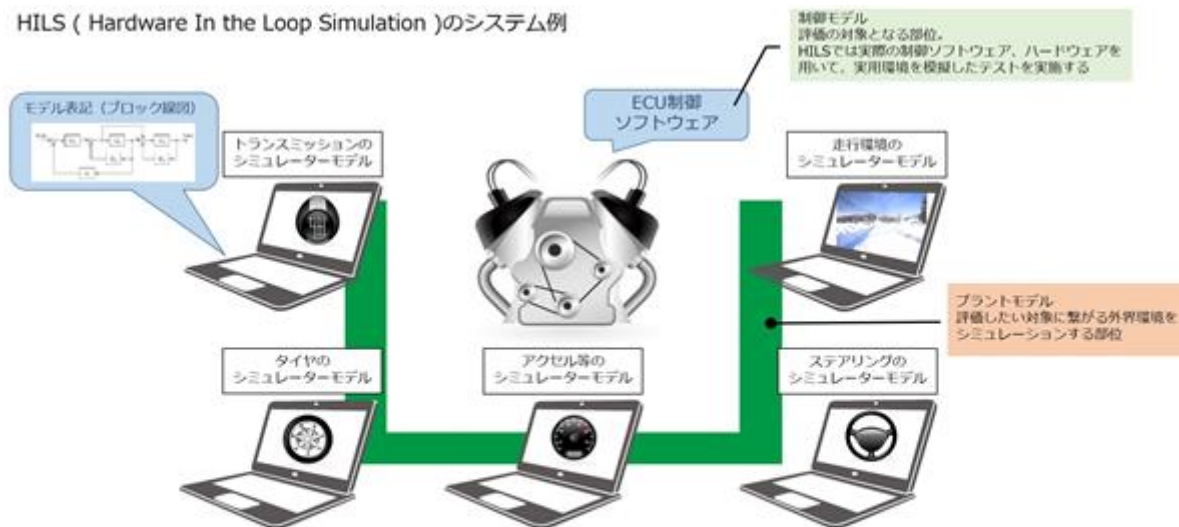 HILS ( Hardware In the Loop Simulation )のシステム例
制御モデル
評価の対象となる部位。
HILSでは実際の制御ソフトウェア、ハードウェアを
用いて、実用環境を模擬したテストを実施する
モデル表記（ブロック線図）
ECU制御
ソフトウェア
トランスミッションの
シミュレーターモデル
走行環境の
シミュレーターモデル
プラントモデル
評価したい対象に繋がる外界環境を
シミュレーションする部位
タイヤの
シミュレーターモデル
アクセル等の
シミュレーターモデル
ステアリングの
シミュレーターモデル